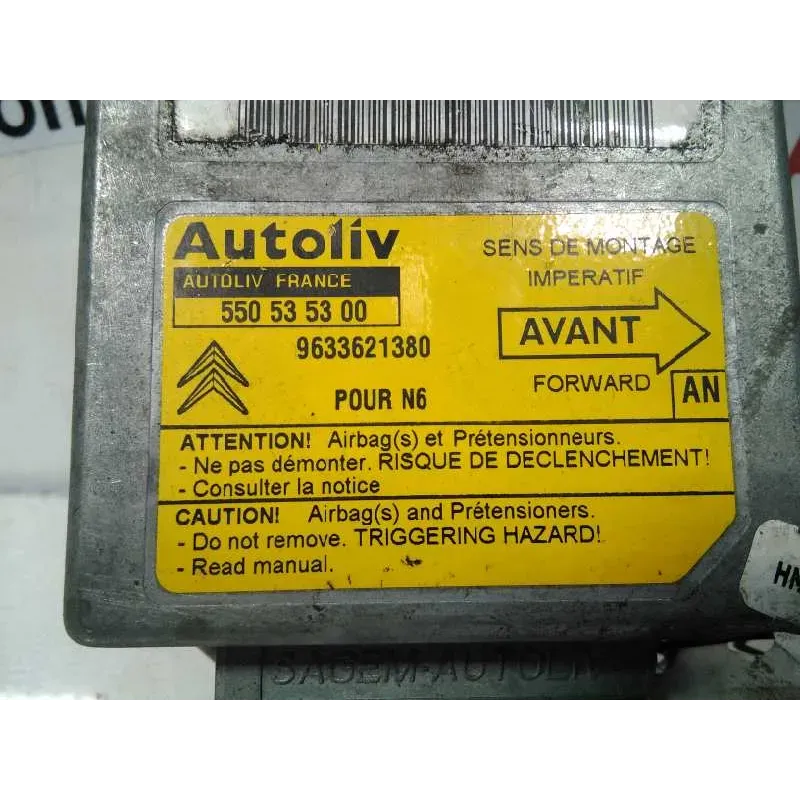 on
Autoliv
SENS DE MONTAGE
IMPERATIF
AUTOLIV FRANCE
550 53 53 00
AVANT
9633621380
FORWARD
AN
POUR N6
ATTENTION! Airbag(s) et Prétensionneurs.
- Ne pas démonter. RISQUE DE DECLENCHEMENT!
- Consulter la notice
CAUTION! Airbag(s) and Prétensioners.
- Do not remove. TRIGGERING HAZARD!
- Read manual.
HM
SAGEM-AUTOLIV